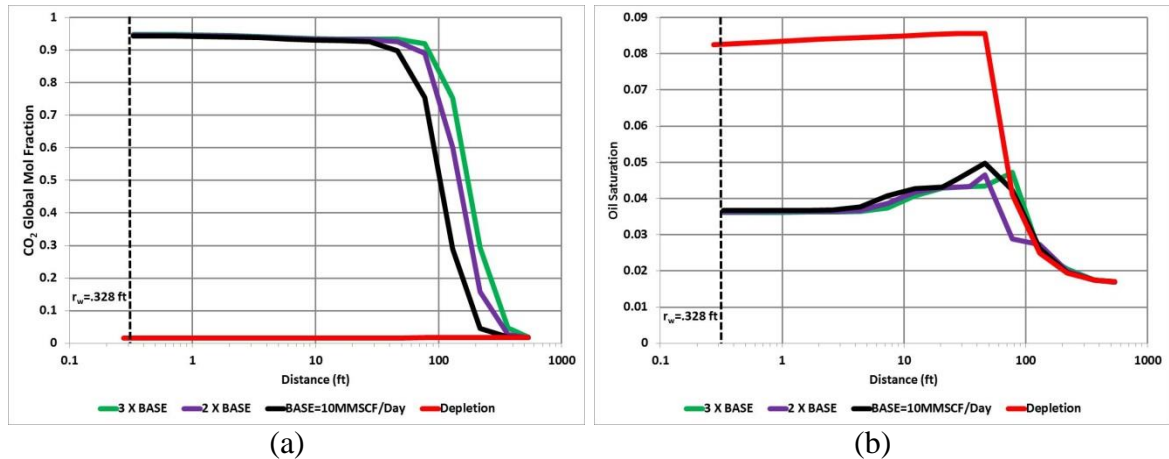 1
0.9
0.8
0.7
0.6
0.5
0.4
0.3
0.2
0.1
0
CO2 Global Mol Fraction
rw=.328 ft
0.1 1 10 100 1000
Distance (ft)
3 X BASE 2 X BASE BASE=10MMSCF/Day Depletion
(a)
0.09
0.08
0.07
0.06
0.05
0.04
0.03
0.02
0.01
0
Oil Saturation
rw=.328 ft
0.1 1 10 100 1000
Distance (ft)
3 X BASE 2 X BASE BASE=10MMSCF/Day Depletion
(b)